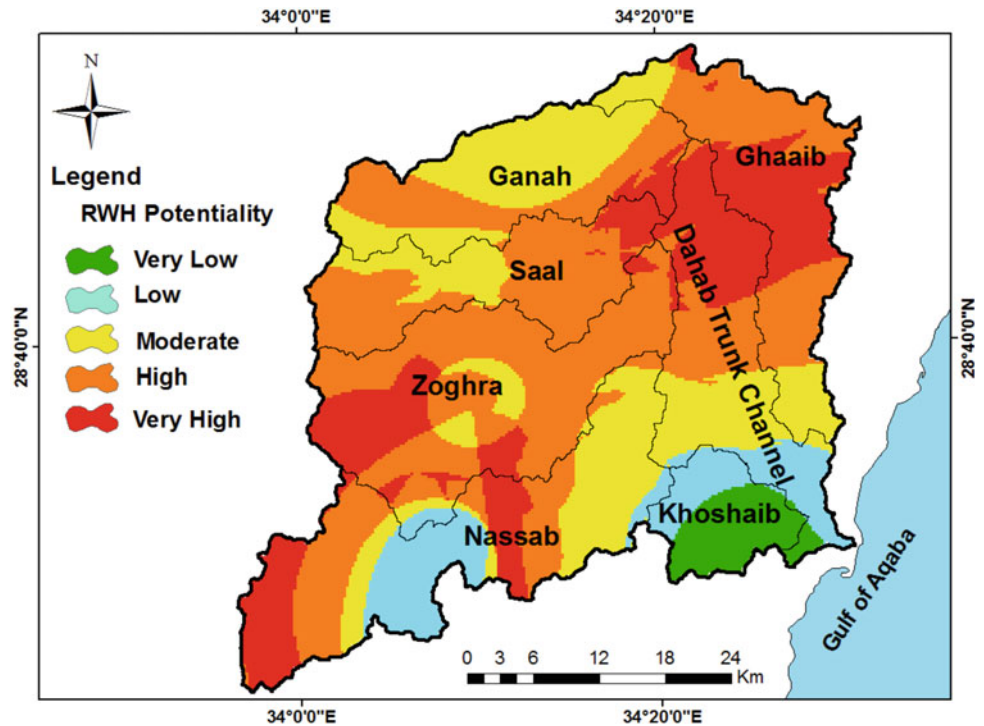 34°0'0"E 34°20'0"E
N
Legend
RWH Potentiality
Very Low
Low
Moderate
High
Very High
Ganah
Ghaaib
Saal
Dahab Trunk Channel
Zoghra
Nassab
Khoshaib
Gulf of Aqaba
28°40'0"N
28°40'0"N
0 3 6 12 18 24
Km
34°0'0"E 34°20'0"E